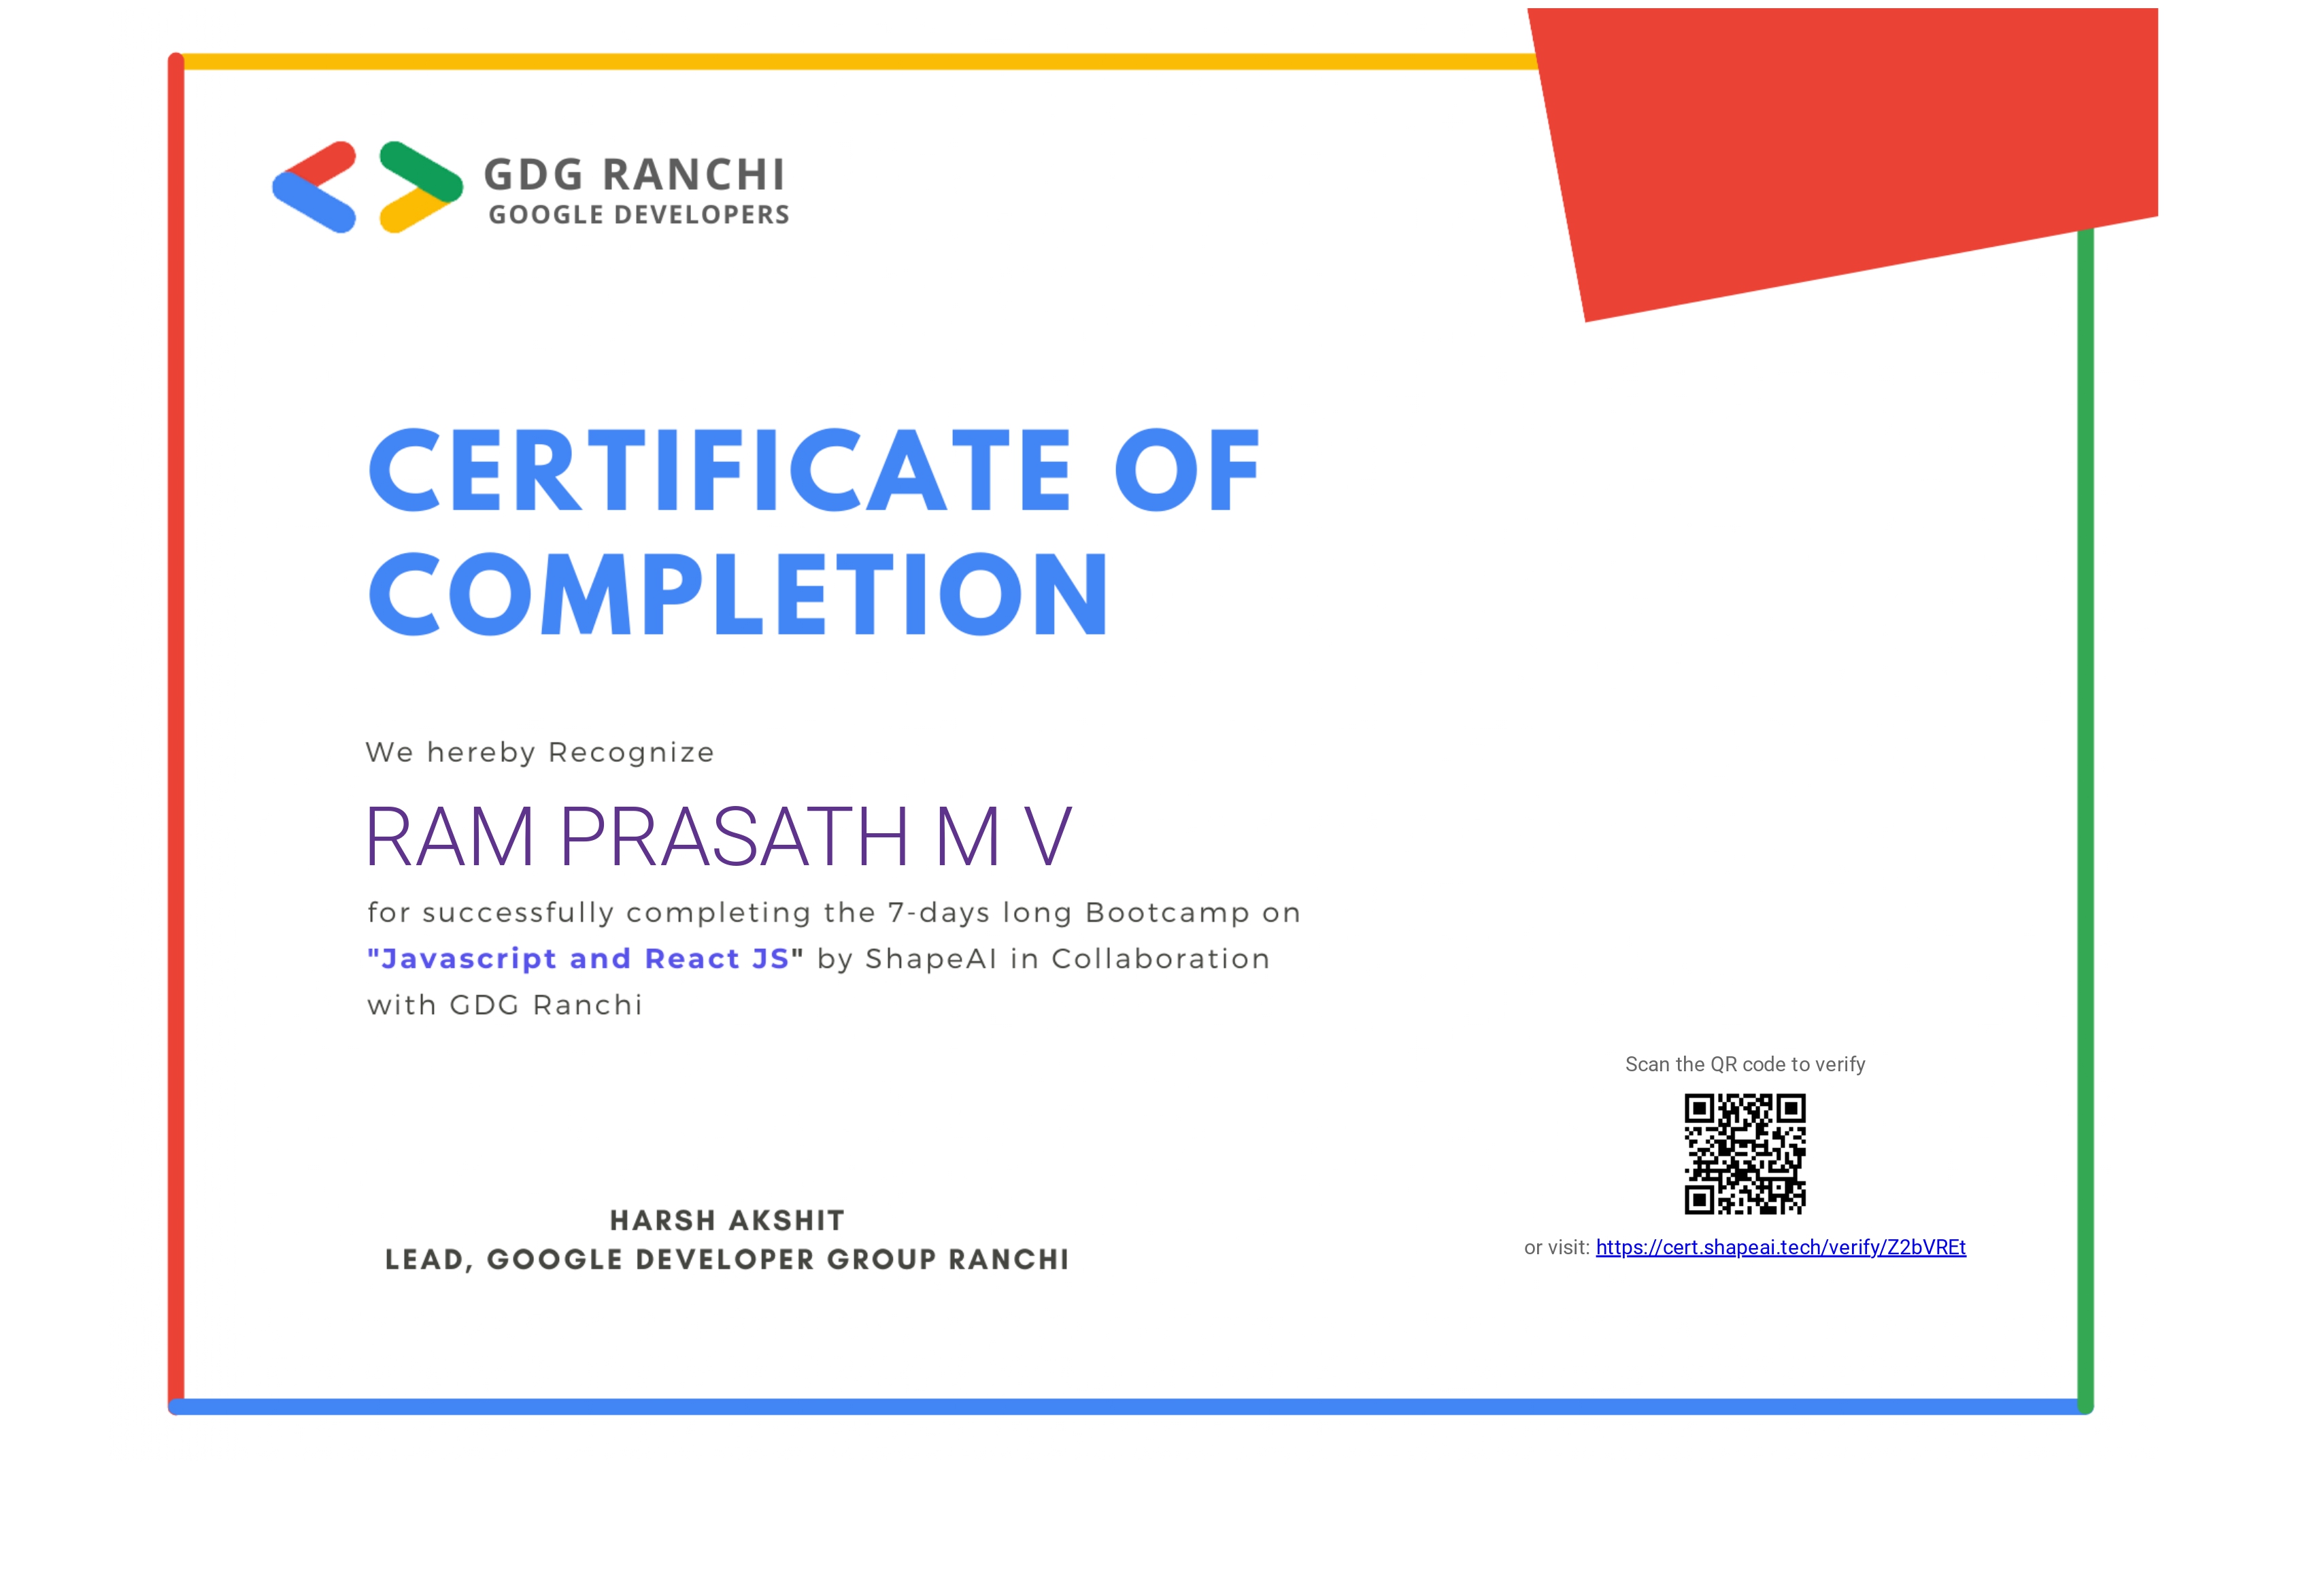 GDG RANCHI
GOOGLE DEVELOPERS
CERTIFICATE OF
COMPLETION
We hereby Recognize
RAM PRASATH M V
for successfully completing the 7-days long Bootcamp on
"Javascript and React JS" by ShapeAI in Collaboration
with GDG Ranchi
Scan the QR code to verify
or visit: https://cert.shapeai.tech/verify/Z2bVREt
HARSH AKSHIT
LEAD, GOOGLE DEVELOPER GROUP RANCHI